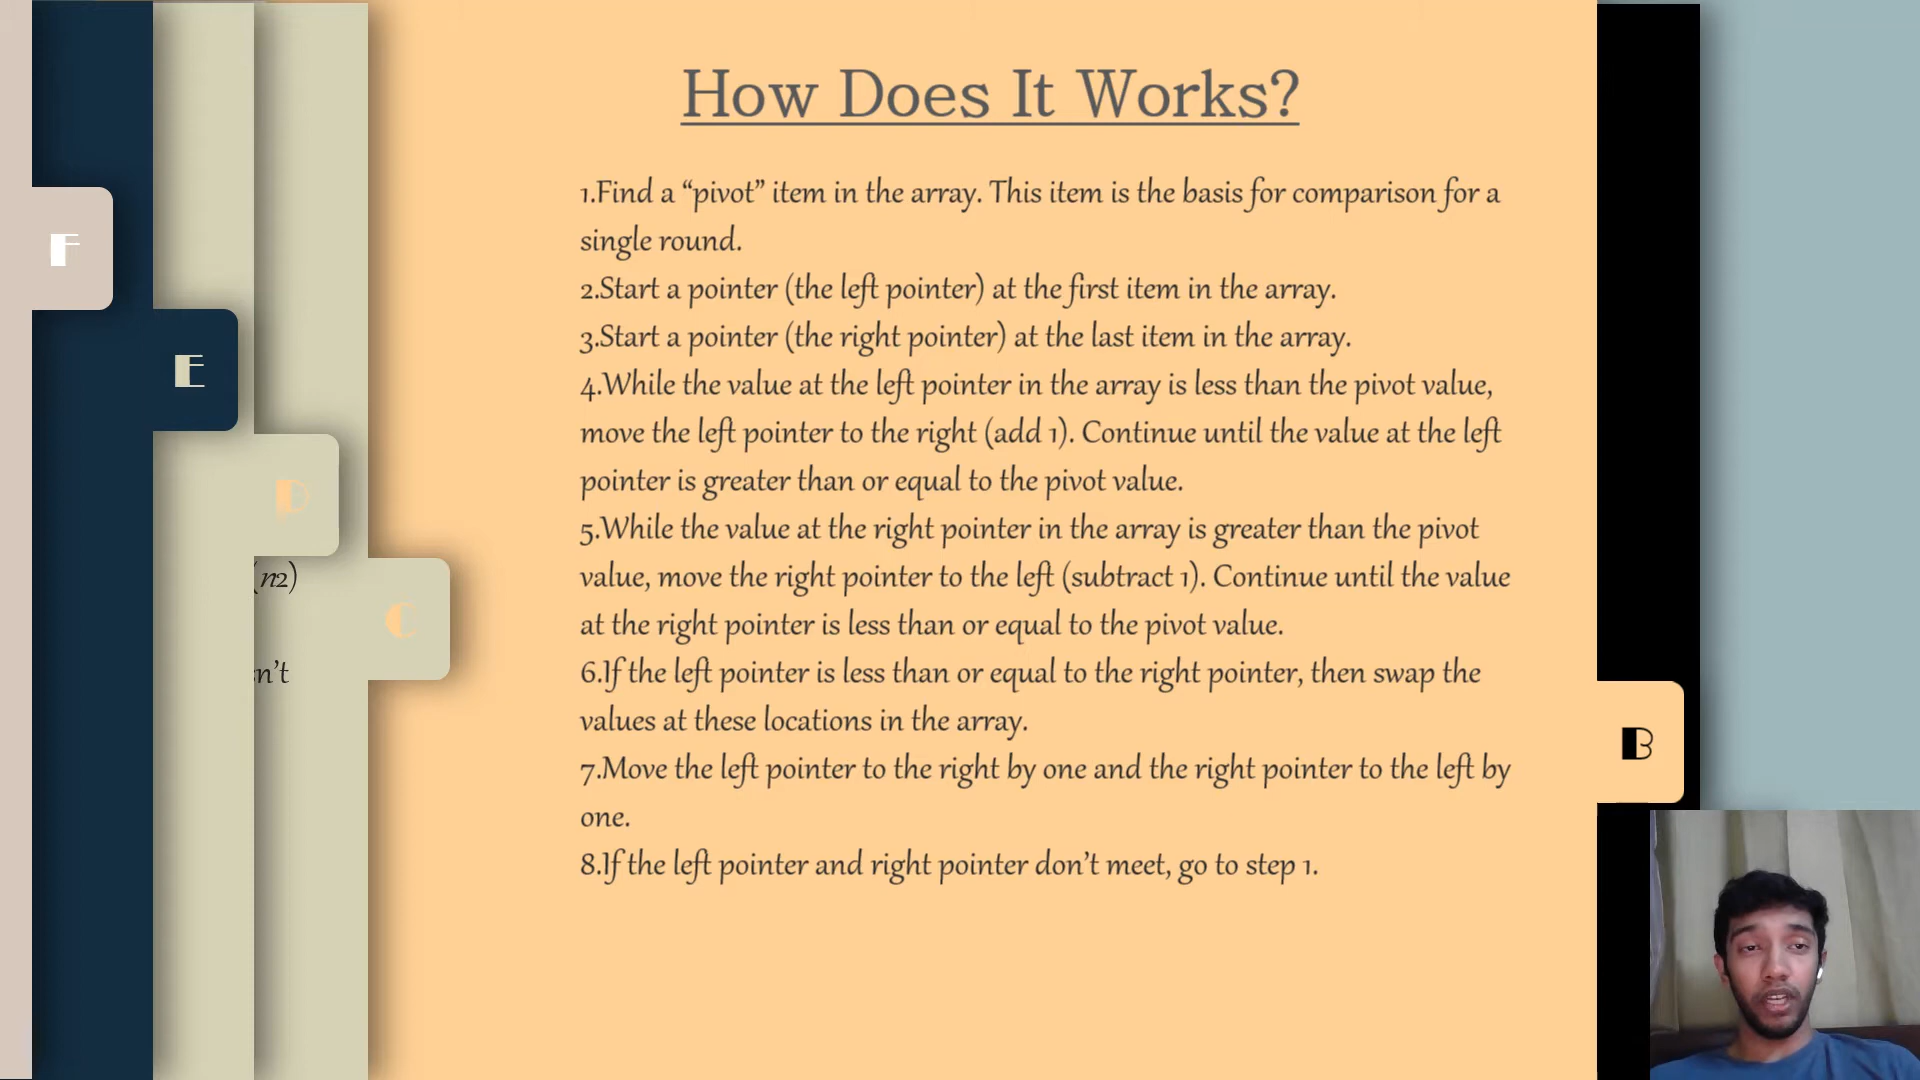 How Does It Works?
1.Find a “pivot” item in the array. This item is the basis for comparison for a
single round.
2.Start a pointer (the left pointer) at the first item in the array.
3.Start a pointer (the right pointer) at the last item in the array.
4.While the value at the left pointer in the array is less than the pivot value,
move the left pointer to the right (add 1). Continue until the value at the left
pointer is greater than or equal to the pivot value.
5.While the value at the right pointer in the array is greater than the pivot
value, move the right pointer to the left (subtract 1). Continue until the value
at the right pointer is less than or equal to the pivot value.
6.If the left pointer is less than or equal to the right pointer, then swap the
values at these locations in the array.
7.Move the left pointer to the right by one and the right pointer to the left by
one.
8.If the left pointer and right pointer don’t meet, go to step 1.
F
E
D
(n2)
C
n’t
B